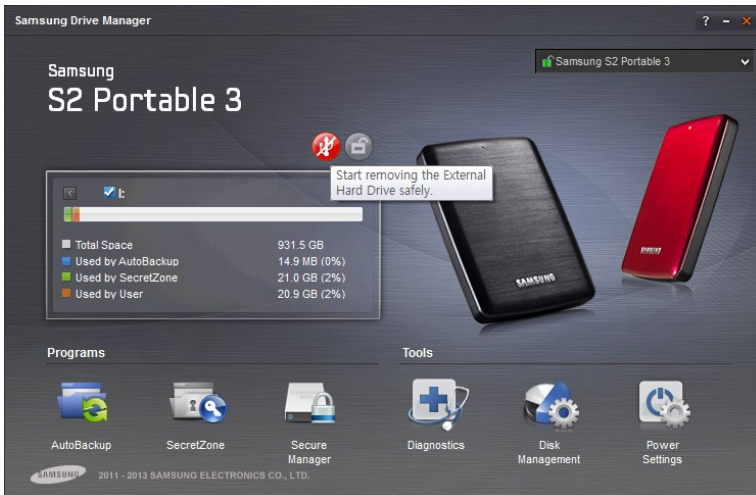 Samsung Drive Manager
? - ×
Samsung
S2 Portable 3
Samsung S2 Portable 3
Start removing the External
Hard Drive safely.
I:
Total Space 931.5 GB
Used by AutoBackup 14.9 MB (0%)
Used by SecretZone 21.0 GB (2%)
Used by User 20.9 GB (2%)
SAMSUNG
SAMSUNG
Programs
Tools
AutoBackup
SecretZone
Secure
Manager
Diagnostics
Disk
Management
Power
Settings
SAMSUNG 2011 - 2013 SAMSUNG ELECTRONICS CO., LTD.